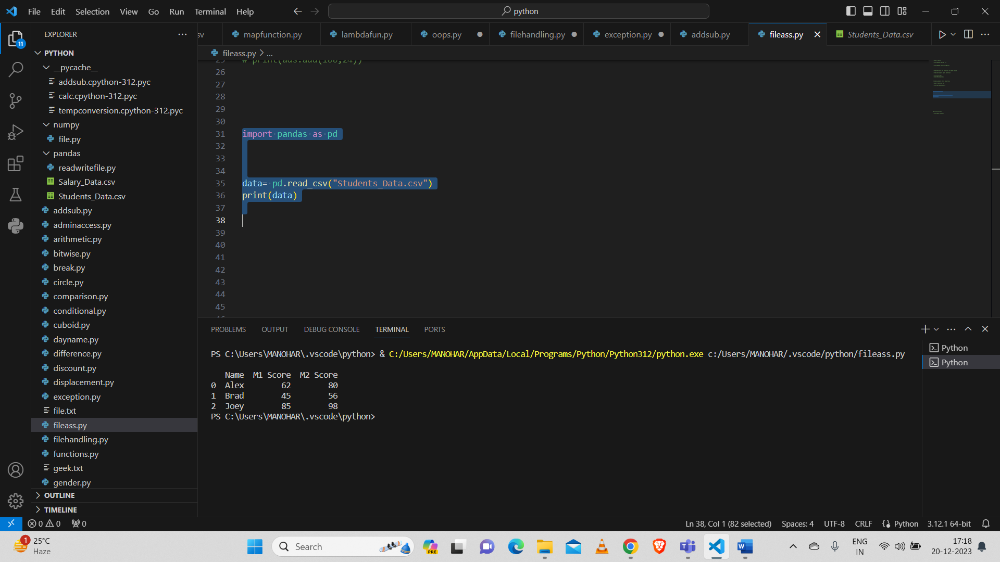 File Edit Selection View Go Run Terminal Help
python
EXPLORER
sv
mapfunction.py
lambdafun.py
oops.py
filehandling.py
exception.py
addsub.py
fileass.py
Students_Data.csv
11
PYTHON
__pycache__
addsub.cpython-312.pyc
calc.cpython-312.pyc
tempconversion.cpython-312.pyc
numpy
file.py
pandas
readwritefile.py
Salary_Data.csv
Students_Data.csv
addsub.py
adminaccess.py
arithmetic.py
bitwise.py
break.py
circle.py
comparison.py
conditional.py
cuboid.py
dayname.py
difference.py
discount.py
displacement.py
exception.py
file.txt
fileass.py
filehandling.py
functions.py
geek.txt
gender.py
OUTLINE
TIMELINE
fileass.py > ...
25 # print(ads.add(100,24))
26
27
28
29
30
31 import pandas as pd
32
33
34
35 data= pd.read_csv("Students_Data.csv")
36 print(data)
37
38
39
40
41
42
43
44
45
PROBLEMS OUTPUT DEBUG CONSOLE TERMINAL PORTS
PS C:\Users\MANOHAR\.vscode\python> & C:/Users/MANOHAR/AppData/Local/Programs/Python/Python312/python.exe c:/Users/MANOHAR/.vscode/python/fileass.py
Name M1 Score M2 Score
0 Alex 62 80
1 Brad 45 56
2 Joey 85 98
PS C:\Users\MANOHAR\.vscode\python>
Python
Python
0 0 0
Ln 38, Col 1 (82 selected) Spaces: 4 UTF-8 CRLF Python 3.12.1 64-bit
1
25°C
Haze
Search
PRE
ENG
IN
17:18
20-12-2023